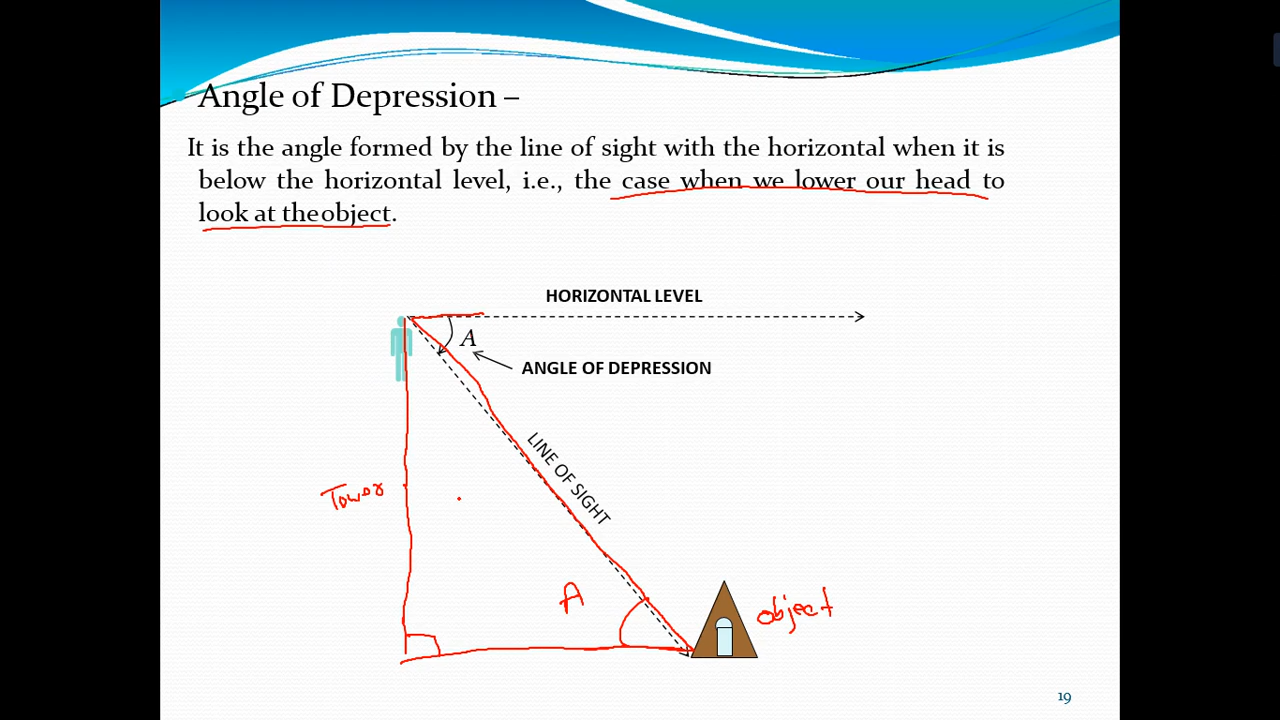 Angle of Depression –
It is the angle formed by the line of sight with the horizontal when it is
below the horizontal level, i.e., the case when we lower our head to
look at theobject.
HORIZONTAL LEVEL
A
ANGLE OF DEPRESSION
LINE OF SIGHT
Tower
A
object
19